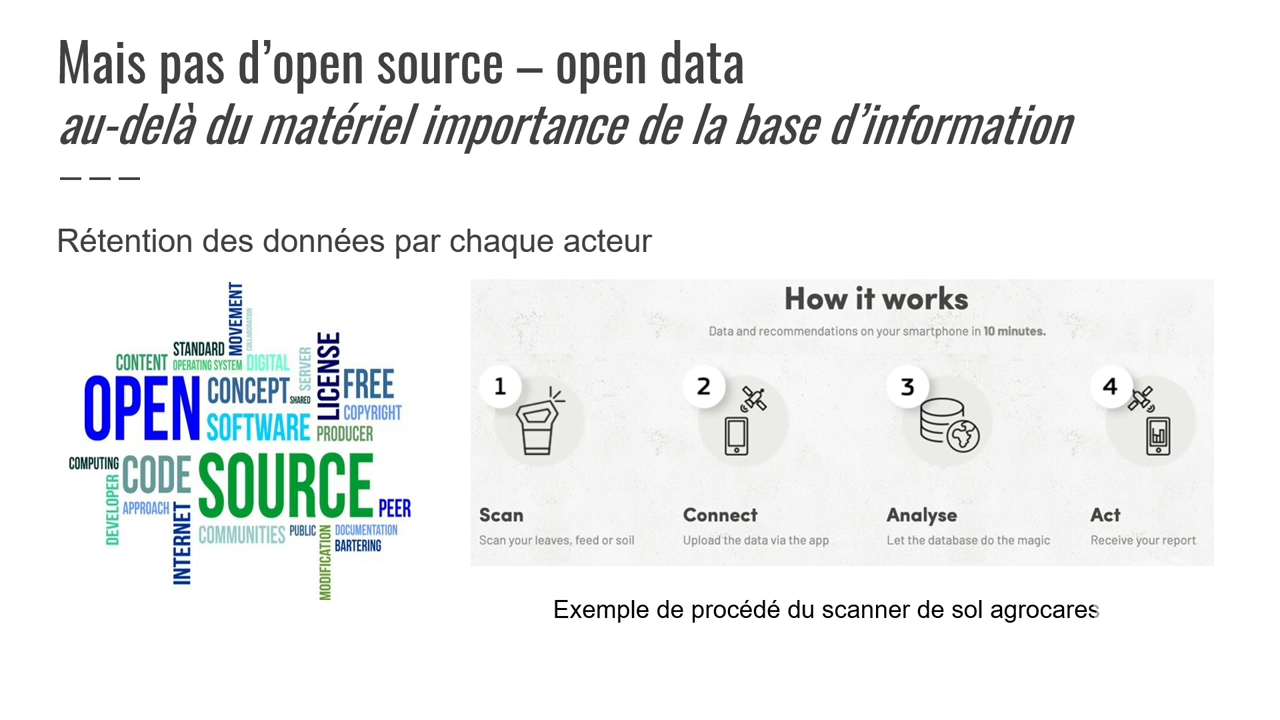 Mais pas d’open source – open data
au-delà du matériel importance de la base d’information
Rétention des données par chaque acteur
MOVEMENT
COLLABORATION
STANDARD
CONTENT
OPERATING SYSTEM
DIGITAL
SERVER
LICENSE
OPEN
CONCEPT
SHARED
FREE
COPYRIGHT
SOFTWARE
PRODUCER
COMPUTING
CODE
SOURCE
DEVELOPER
APPROACH
INTERNET
PEER
COMMUNITIES
PUBLIC
DOCUMENTATION
MODIFICATION
BARTERING
How it works
Data and recommendations on your smartphone in 10 minutes.
1
2
3
4
Scan
Connect
Analyse
Act
Scan your leaves, feed or soil
Upload the data via the app
Let the database do the magic
Receive your report
Exemple de procédé du scanner de sol agrocares